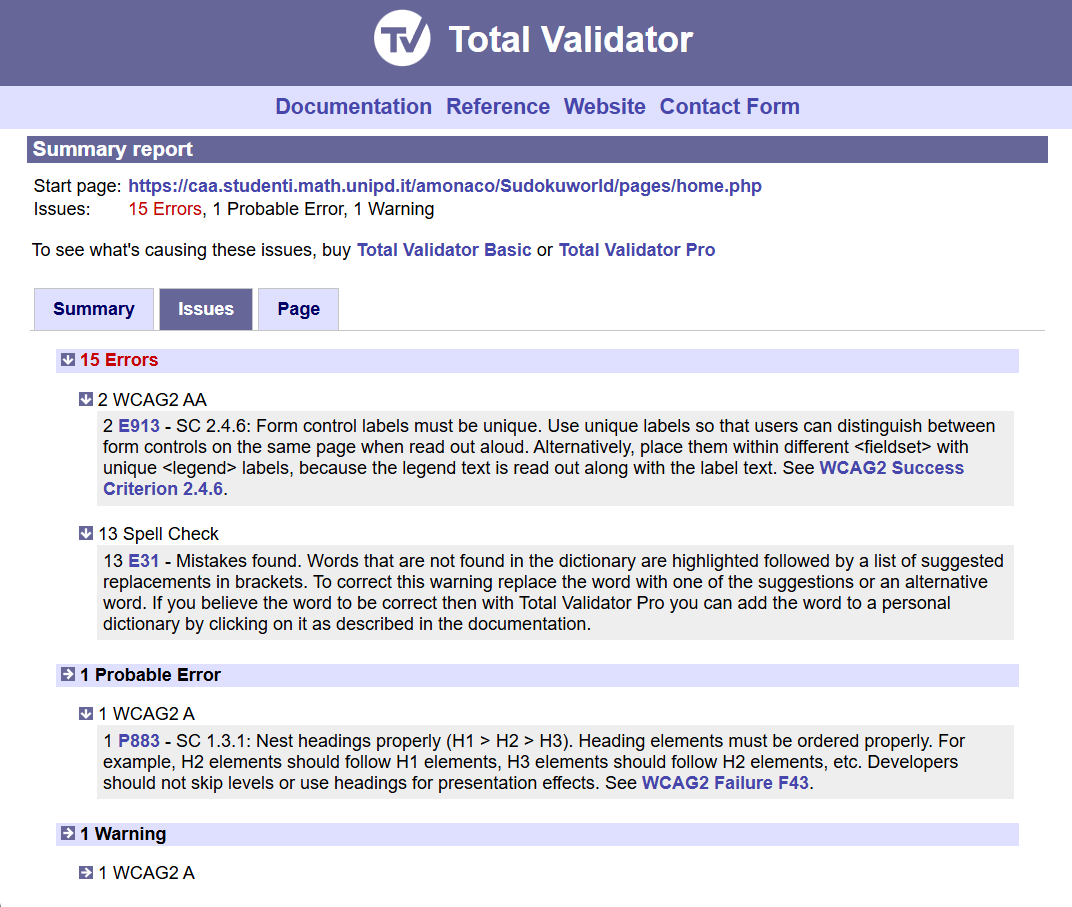 TV Total Validator
Documentation Reference Website Contact Form
Summary report
Start page: https://caa.studenti.math.unipd.it/amonaco/Sudokuworld/pages/home.php
Issues: 15 Errors, 1 Probable Error, 1 Warning
To see what's causing these issues, buy Total Validator Basic or Total Validator Pro
Summary Issues Page
15 Errors
2 WCAG2 AA
2 E913 - SC 2.4.6: Form control labels must be unique. Use unique labels so that users can distinguish between
form controls on the same page when read out aloud. Alternatively, place them within different <fieldset> with
unique <legend> labels, because the legend text is read out along with the label text. See WCAG2 Success
Criterion 2.4.6.
13 Spell Check
13 E31 - Mistakes found. Words that are not found in the dictionary are highlighted followed by a list of suggested
replacements in brackets. To correct this warning replace the word with one of the suggestions or an alternative
word. If you believe the word to be correct then with Total Validator Pro you can add the word to a personal
dictionary by clicking on it as described in the documentation.
1 Probable Error
1 WCAG2 A
1 P883 - SC 1.3.1: Nest headings properly (H1 > H2 > H3). Heading elements must be ordered properly. For
example, H2 elements should follow H1 elements, H3 elements should follow H2 elements, etc. Developers
should not skip levels or use headings for presentation effects. See WCAG2 Failure F43.
1 Warning
1 WCAG2 A